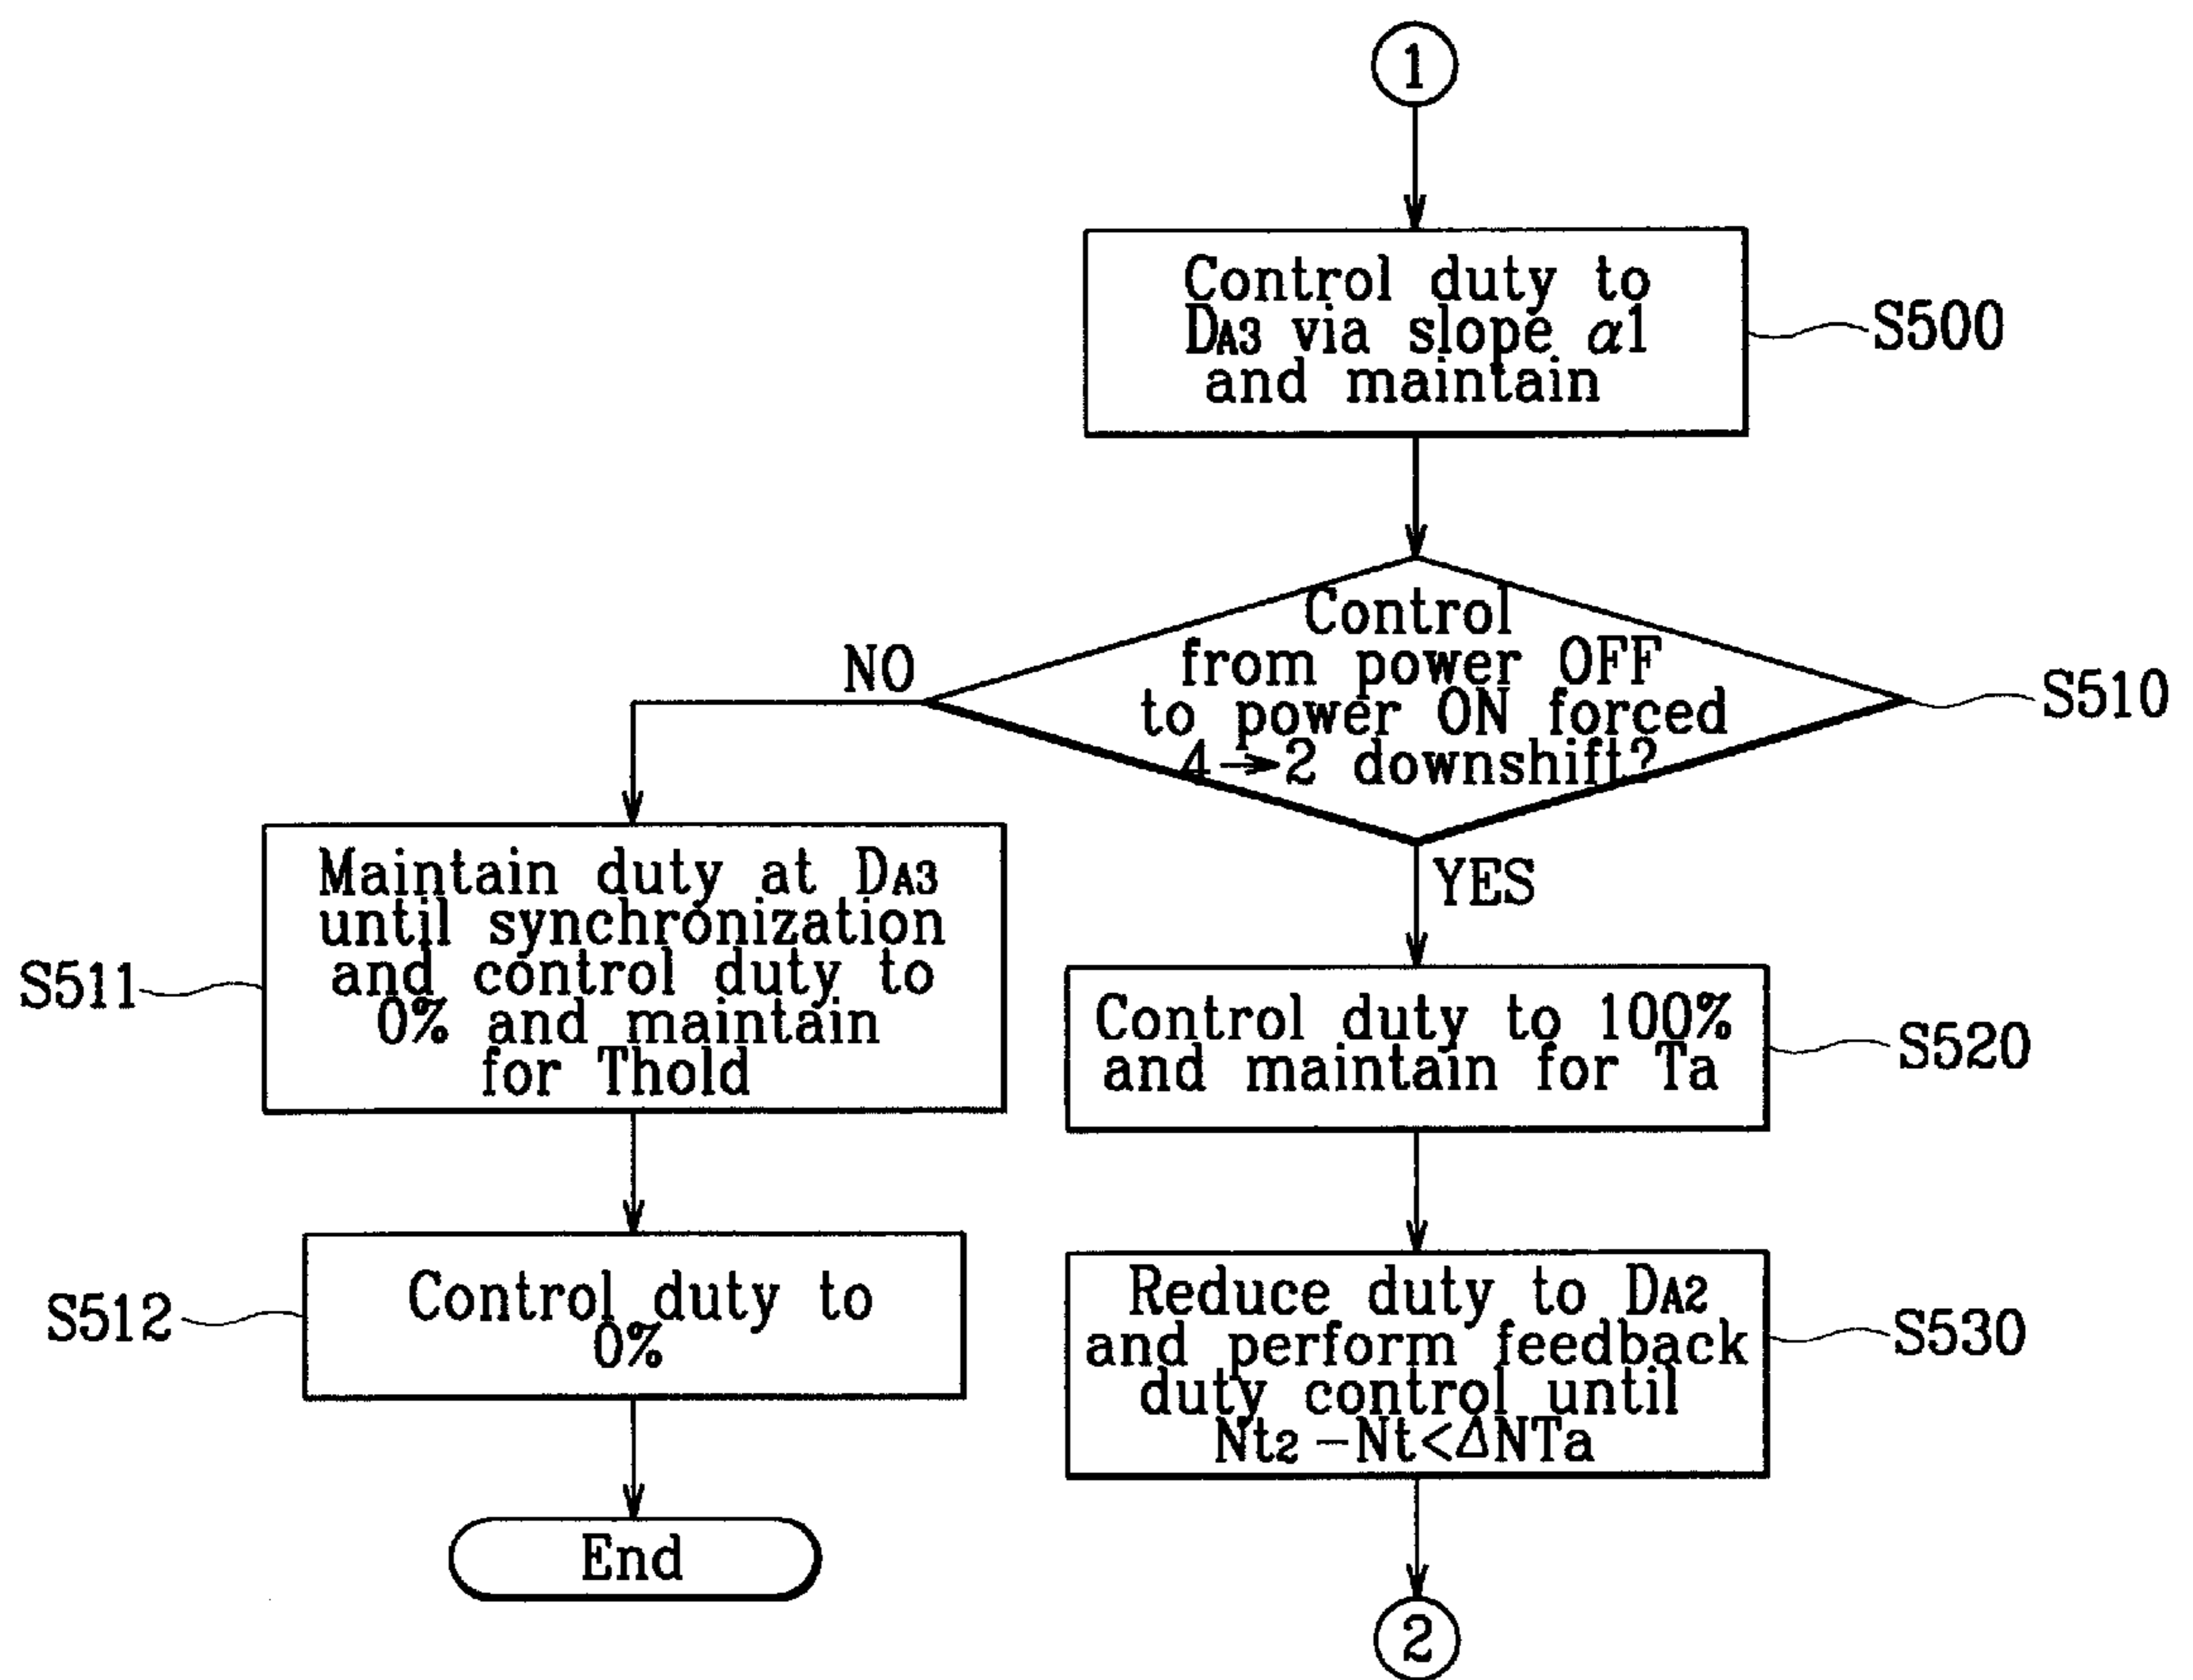 1
Control duty to
DA3 via slope α1
and maintain
S500
Control
from power OFF
to power ON forced
4→2 downshift?
S510
NO
YES
Maintain duty at DA3
until synchronization
and control duty to
0% and maintain
for Thold
S511
Control duty to 100%
and maintain for Ta
S520
Control duty to
0%
S512
Reduce duty to DA2
and perform feedback
duty control until
Nt2 −Nt<ΔNTa
S530
End
2